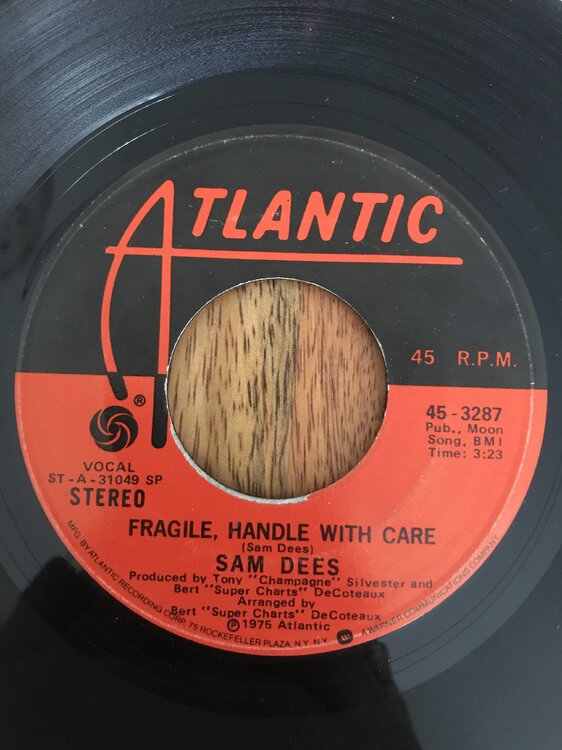 ATLANTIC
45 R.P.M.
®
45-3287
Pub., Moon
Song, BMI
Time: 3:23
VOCAL
ST-A-31049 SP
STEREO
FRAGILE, HANDLE WITH CARE
(Sam Dees)
SAM DEES
Produced by Tony "Champagne" Silvester and
Bert "Super Charts" DeCoteaux
Arranged by
Bert "Super Charts" DeCoteaux
℗1975 Atlantic
MFG. BY ATLANTIC RECORDING CORP. 75 ROCKEFELLER PLAZA, N.Y. N.Y. A WARNER COMMUNICATIONS COMPANY